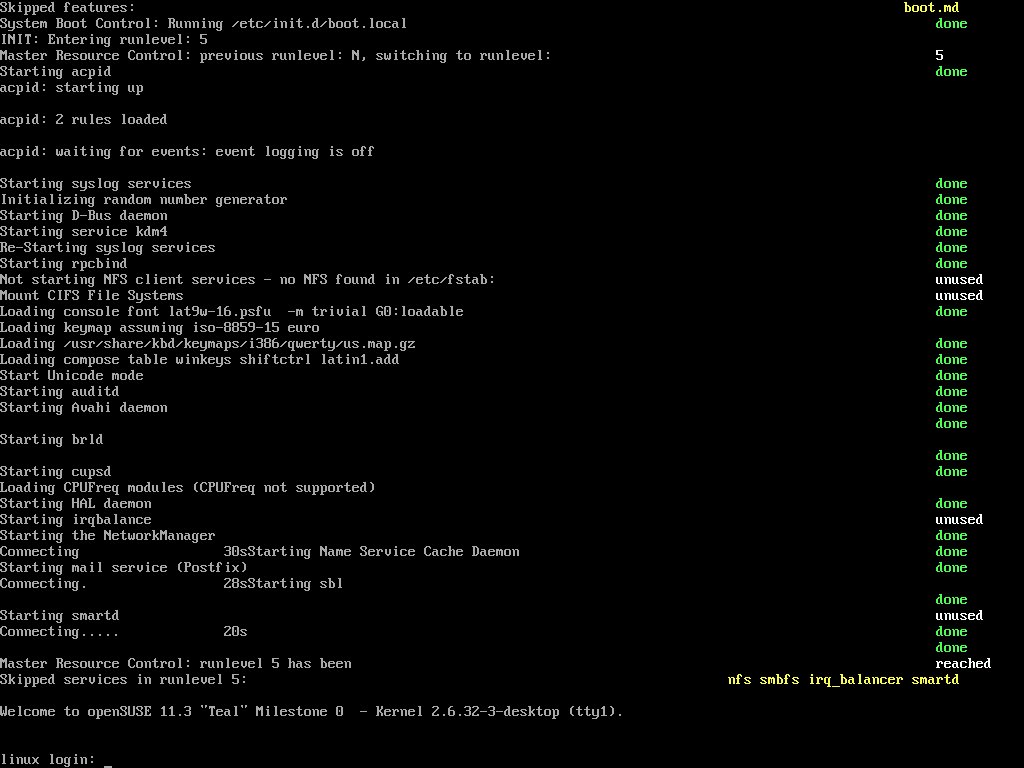 Skipped features: boot.md
System Boot Control: Running /etc/init.d/boot.local done
INIT: Entering runlevel: 5
Master Resource Control: previous runlevel: N, switching to runlevel: 5
Starting acpid done
acpid: starting up
acpid: 2 rules loaded
acpid: waiting for events: event logging is off
Starting syslog services done
Initializing random number generator done
Starting D-Bus daemon done
Starting service kdm4 done
Re-Starting syslog services done
Starting rpcbind done
Not starting NFS client services - no NFS found in /etc/fstab: unused
Mount CIFS File Systems unused
Loading console font lat9w-16.psfu  -m trivial G0:loadable done
Loading keymap assuming iso-8859-15 euro
Loading /usr/share/kbd/keymaps/i386/qwerty/us.map.gz done
Loading compose table winkeys shiftctrl latin1.add done
Start Unicode mode done
Starting auditd done
Starting Avahi daemon done
done
Starting brld
done
Starting cupsd done
Loading CPUFreq modules (CPUFreq not supported)
Starting HAL daemon done
Starting irqbalance unused
Starting the NetworkManager done
Connecting 30sStarting Name Service Cache Daemon done
Starting mail service (Postfix) done
Connecting. 28sStarting sbl
done
Starting smartd unused
Connecting..... 20s done
done
Master Resource Control: runlevel 5 has been reached
Skipped services in runlevel 5: nfs smbfs irq_balancer smartd
Welcome to openSUSE 11.3 "Teal" Milestone 0  - Kernel 2.6.32-3-desktop (tty1).
linux login: _